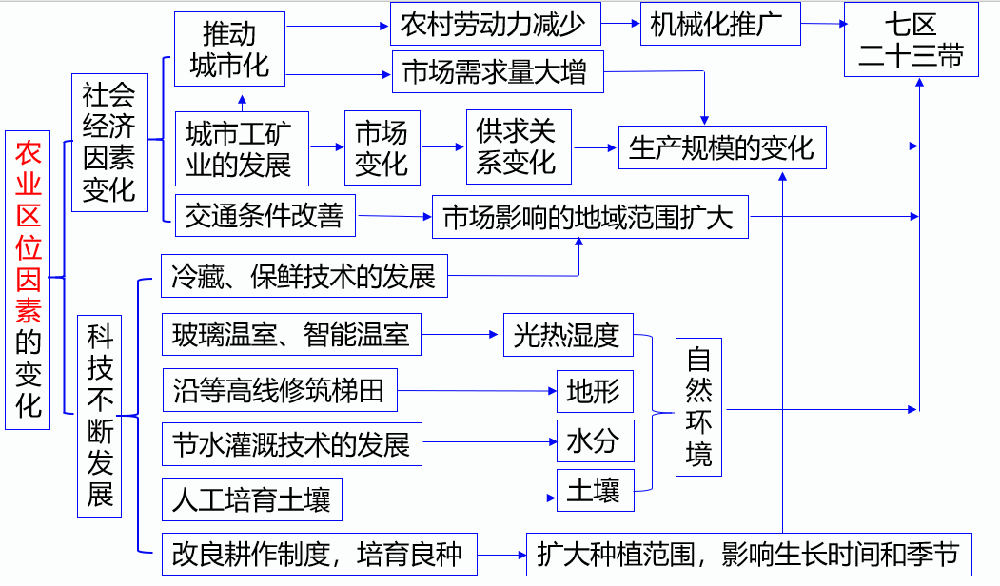 农业区位因素的变化
社会
经济
因素
变化
推动
城市化
农村劳动力减少
机械化推广
七区
二十三带
市场需求量大增
城市工矿
业的发展
市场
变化
供求关
系变化
生产规模的变化
交通条件改善
市场影响的地域范围扩大
科技不断发展
冷藏、保鲜技术的发展
玻璃温室、智能温室
光热湿度
沿等高线修筑梯田
地形
节水灌溉技术的发展
水分
人工培育土壤
土壤
自然环境
改良耕作制度，培育良种
扩大种植范围，影响生长时间和季节